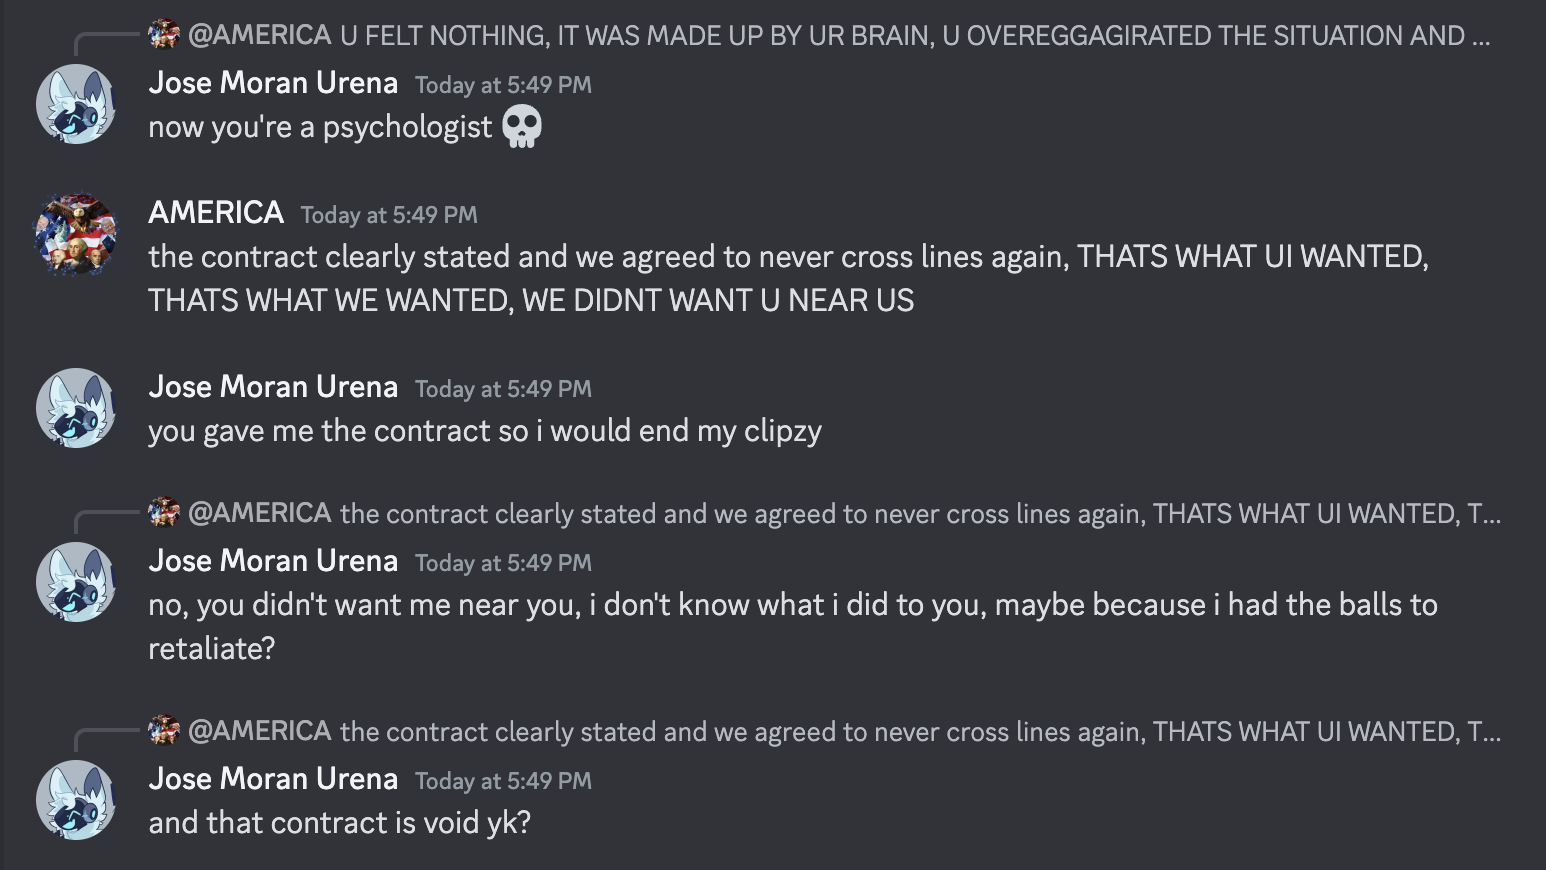 @AMERICA U FELT NOTHING, IT WAS MADE UP BY UR BRAIN, U OVEREGGAGIRATED THE SITUATION AND ...
Jose Moran Urena Today at 5:49 PM
now you're a psychologist 💀
AMERICA Today at 5:49 PM
the contract clearly stated and we agreed to never cross lines again, THATS WHAT UI WANTED,
THATS WHAT WE WANTED, WE DIDNT WANT U NEAR US
Jose Moran Urena Today at 5:49 PM
you gave me the contract so i would end my clipzy
@AMERICA the contract clearly stated and we agreed to never cross lines again, THATS WHAT UI WANTED, T...
Jose Moran Urena Today at 5:49 PM
no, you didn't want me near you, i don't know what i did to you, maybe because i had the balls to
retaliate?
@AMERICA the contract clearly stated and we agreed to never cross lines again, THATS WHAT UI WANTED, T...
Jose Moran Urena Today at 5:49 PM
and that contract is void yk?